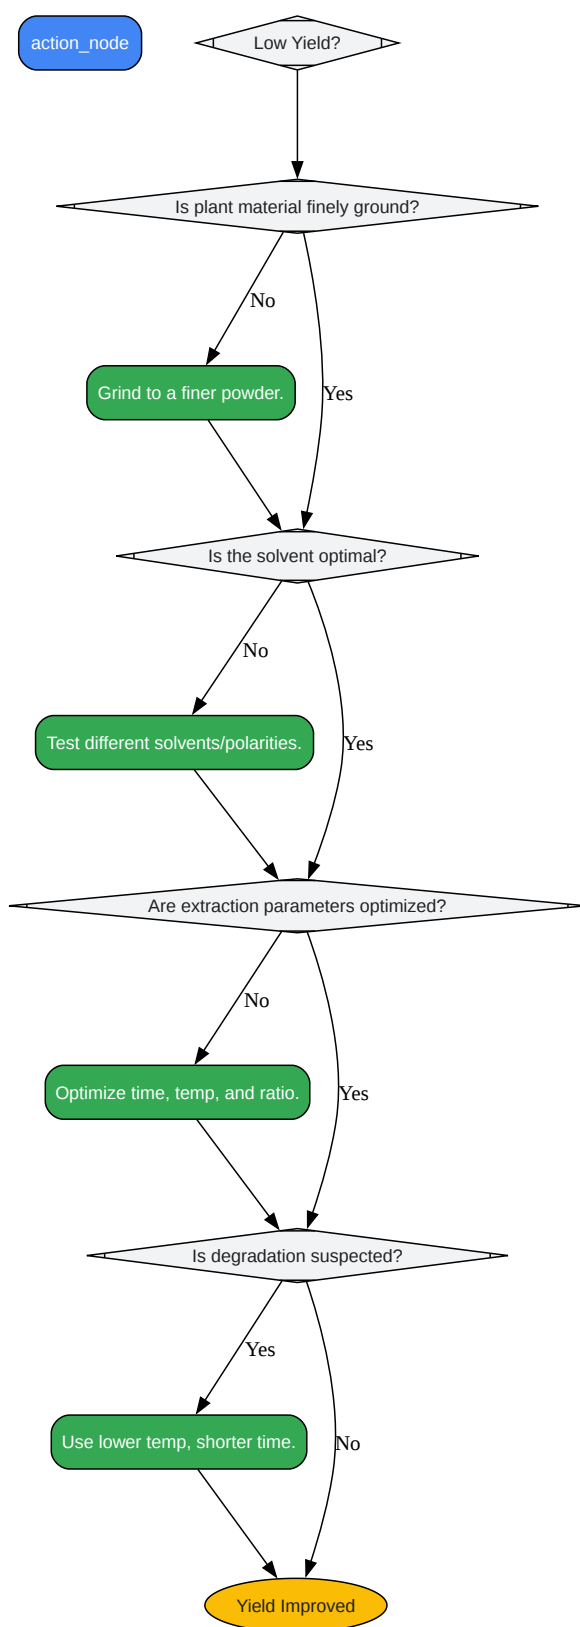 action_node
Low Yield?
Is plant material finely ground?
No
Grind to a finer powder.
Yes
Is the solvent optimal?
No
Test different solvents/polarities.
Yes
Are extraction parameters optimized?
No
Optimize time, temp, and ratio.
Yes
Is degradation suspected?
Yes
Use lower temp, shorter time.
No
Yield Improved